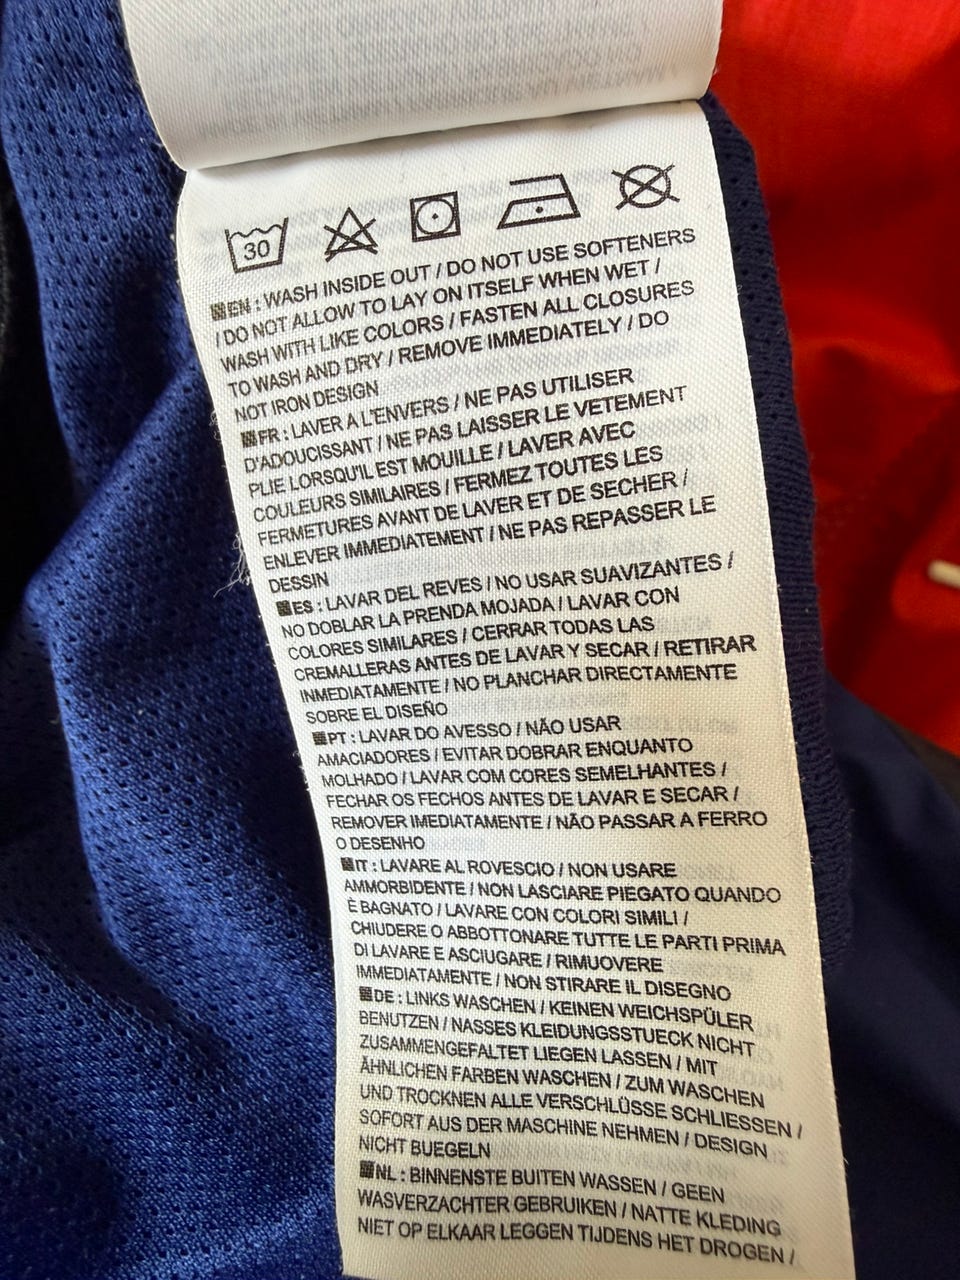 30
EN : WASH INSIDE OUT / DO NOT USE SOFTENERS
/ DO NOT ALLOW TO LAY ON ITSELF WHEN WET /
WASH WITH LIKE COLORS / FASTEN ALL CLOSURES
TO WASH AND DRY / REMOVE IMMEDIATELY / DO
NOT IRON DESIGN
FR : LAVER A L'ENVERS / NE PAS UTILISER
D'ADOUCISSANT / NE PAS LAISSER LE VETEMENT
PLIE LORSQU'IL EST MOUILLE / LAVER AVEC
COULEURS SIMILAIRES / FERMEZ TOUTES LES
FERMETURES AVANT DE LAVER ET DE SECHER /
ENLEVER IMMEDIATEMENT / NE PAS REPASSER LE
DESSIN
ES : LAVAR DEL REVES / NO USAR SUAVIZANTES /
NO DOBLAR LA PRENDA MOJADA / LAVAR CON
COLORES SIMILARES / CERRAR TODAS LAS
CREMALLERAS ANTES DE LAVAR Y SECAR / RETIRAR
INMEDIATAMENTE / NO PLANCHAR DIRECTAMENTE
SOBRE EL DISEÑO
PT : LAVAR DO AVESSO / NÃO USAR
AMACIADORES / EVITAR DOBRAR ENQUANTO
MOLHADO / LAVAR COM CORES SEMELHANTES /
FECHAR OS FECHOS ANTES DE LAVAR E SECAR /
REMOVER IMEDIATAMENTE / NÃO PASSAR A FERRO
O DESENHO
IT : LAVARE AL ROVESCIO / NON USARE
AMMORBIDENTE / NON LASCIARE PIEGATO QUANDO
È BAGNATO / LAVARE CON COLORI SIMILI /
CHIUDERE O ABBOTTONARE TUTTE LE PARTI PRIMA
DI LAVARE E ASCIUGARE / RIMUOVERE
IMMEDIATAMENTE / NON STIRARE IL DISEGNO
DE : LINKS WASCHEN / KEINEN WEICHSPÜLER
BENUTZEN / NASSES KLEIDUNGSSTUECK NICHT
ZUSAMMENGEFALTET LIEGEN LASSEN / MIT
ÄHNLICHEN FARBEN WASCHEN / ZUM WASCHEN
UND TROCKNEN ALLE VERSCHLÜSSE SCHLIESSEN /
SOFORT AUS DER MASCHINE NEHMEN / DESIGN
NICHT BUEGELN
NL : BINNENSTE BUITEN WASSEN / GEEN
WASVERZACHTER GEBRUIKEN / NATTE KLEDING
NIET OP ELKAAR LEGGEN TIJDENS HET DROGEN /